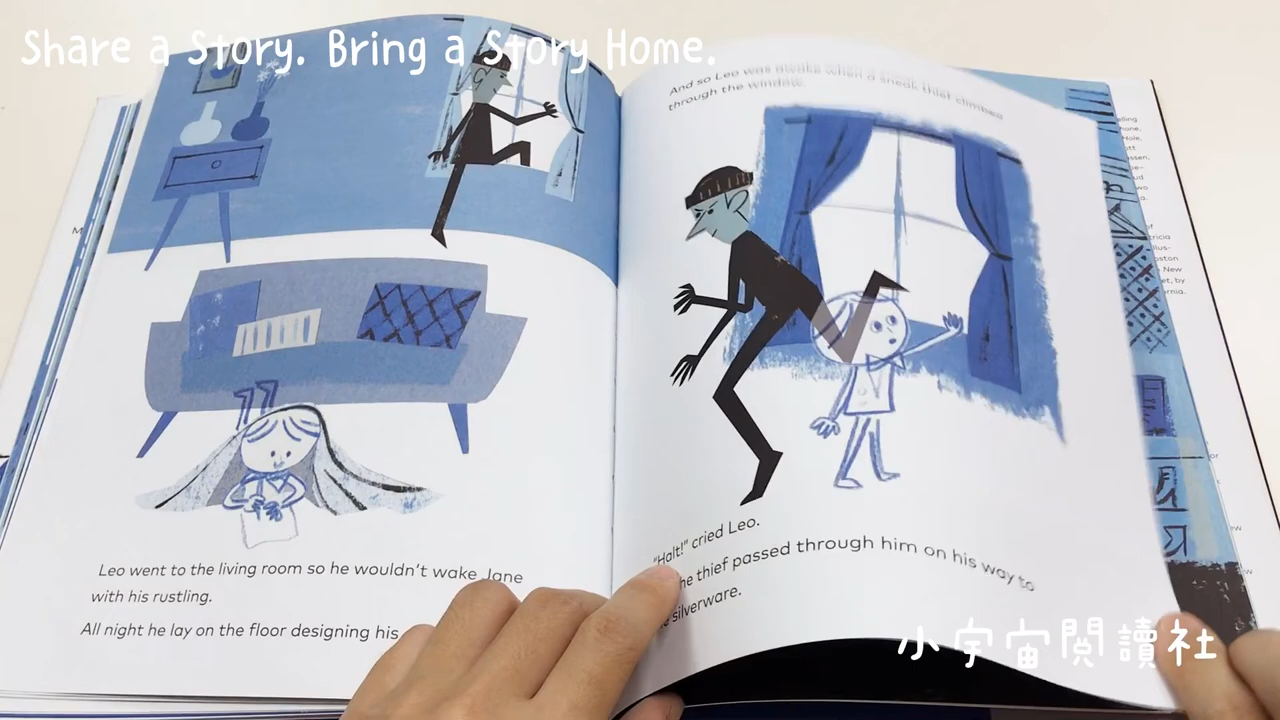 Share a Story. Bring a Story Home.
Leo went to the living room so he wouldn't wake Jane
with his rustling.
All night he lay on the floor designing his
And so Leo was awake when a sneak thief climbed
through the window.
"Halt!" cried Leo.
he thief passed through him on his way to
silverware.
小宇宙閱讀社